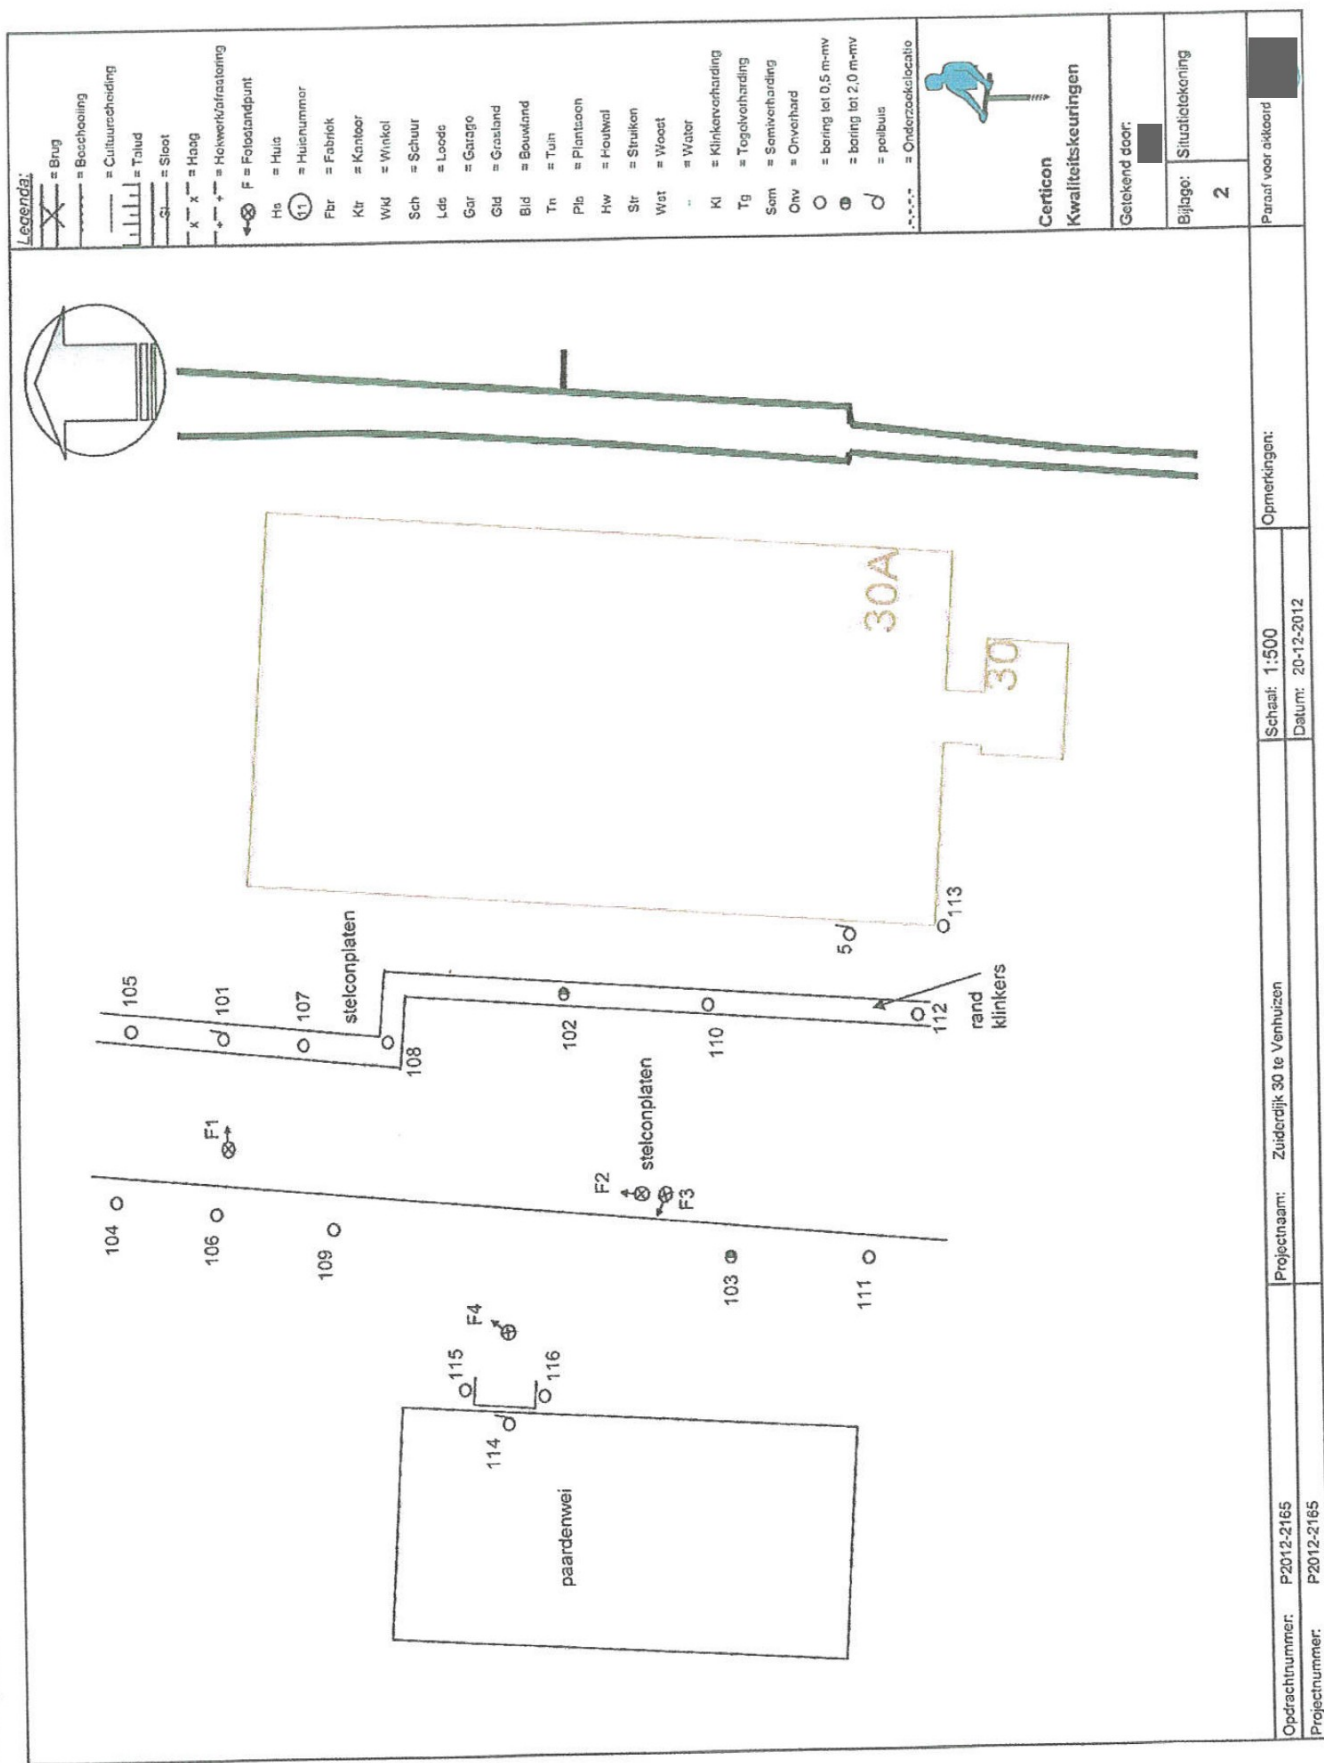 Legenda:
= Brug
= Beschoeiing
= Cultuurscheiding
= Talud
Sl = Sloot
x x = Haag
+ + = Hekwerk/afrastering
F = Fotostandpunt
Hs = Huis
11 = Huisnummer
Fbr = Fabriek
Ktr = Kantoor
Wkl = Winkel
Sch = Schuur
Lds = Loods
Gar = Garage
Gld = Grasland
Bld = Bouwland
Tn = Tuin
Pls = Plantsoen
Hw = Houtwal
Str = Struiken
Wst = Woest
~ = Water
Kl = Klinkerverharding
Tg = Tegelverharding
Sem = Semiverharding
Onv = Onverhard
= boring tot 0,5 m-mv
= boring tot 2,0 m-mv
= peilbuis
= Onderzoekslocatie
Certicon
Kwaliteitskeuringen
Getekend door:
Bijlage: Situatietekening
2
Paraaf voor akkoord
105
101
107
stelconplaten
108
104
106
F1
109
F4
115
116
114
paardenwei
F2
F3
stelconplaten
102
110
103
111
112
rand
klinkers
5
113
30A
30
Opdrachtnummer: P2012-2165
Projectnummer: P2012-2165
Projectnaam: Zuiderdijk 30 te Venhuizen
Schaal: 1:500
Datum: 20-12-2012
Opmerkingen: